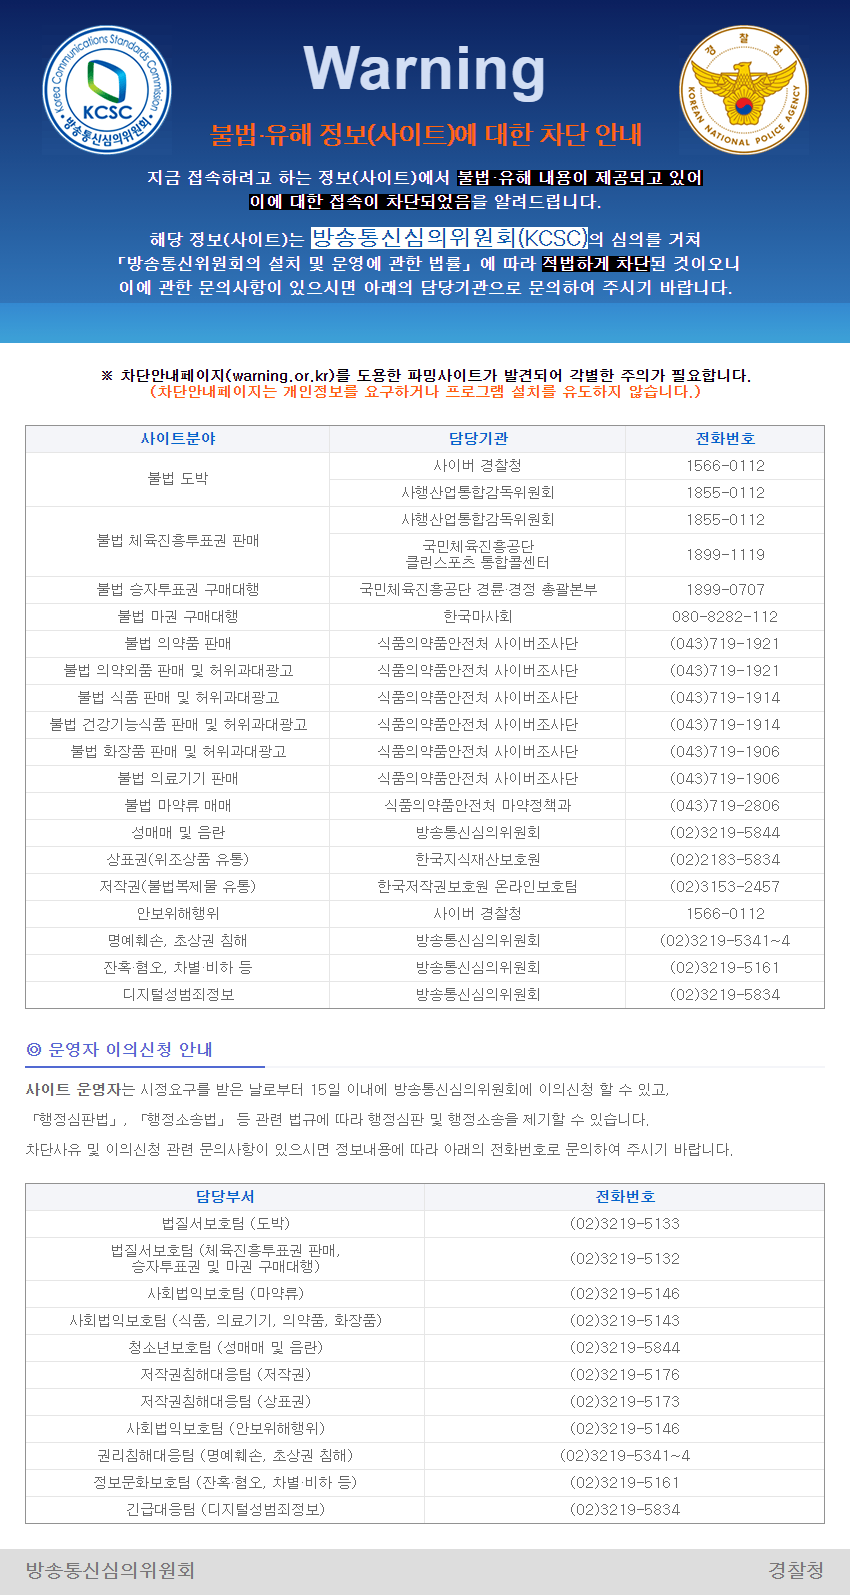 Korea Communications Standards Commission
KCSC
방송통신심의위원회
Warning
경찰청
KOREAN NATIONAL POLICE AGENCY
불법·유해 정보(사이트)에 대한 차단 안내
지금 접속하려고 하는 정보(사이트)에서 불법·유해 내용이 제공되고 있어
이에 대한 접속이 차단되었음을 알려드립니다.
해당 정보(사이트)는 방송통신심의위원회(KCSC)의 심의를 거쳐
「방송통신위원회의 설치 및 운영에 관한 법률」에 따라 적법하게 차단된 것이오니
이에 관한 문의사항이 있으시면 아래의 담당기관으로 문의하여 주시기 바랍니다.
※ 차단안내페이지(warning.or.kr)를 도용한 파밍사이트가 발견되어 각별한 주의가 필요합니다.
(차단안내페이지는 개인정보를 요구하거나 프로그램 설치를 유도하지 않습니다.)
사이트분야 담당기관 전화번호
불법 도박 사이버 경찰청 1566-0112
사행산업통합감독위원회 1855-0112
불법 체육진흥투표권 판매 사행산업통합감독위원회 1855-0112
국민체육진흥공단
클린스포츠 통합콜센터 1899-1119
불법 승자투표권 구매대행 국민체육진흥공단 경륜·경정 총괄본부 1899-0707
불법 마권 구매대행 한국마사회 080-8282-112
불법 의약품 판매 식품의약품안전처 사이버조사단 (043)719-1921
불법 의약외품 판매 및 허위과대광고 식품의약품안전처 사이버조사단 (043)719-1921
불법 식품 판매 및 허위과대광고 식품의약품안전처 사이버조사단 (043)719-1914
불법 건강기능식품 판매 및 허위과대광고 식품의약품안전처 사이버조사단 (043)719-1914
불법 화장품 판매 및 허위과대광고 식품의약품안전처 사이버조사단 (043)719-1906
불법 의료기기 판매 식품의약품안전처 사이버조사단 (043)719-1906
불법 마약류 매매 식품의약품안전처 마약정책과 (043)719-2806
성매매 및 음란 방송통신심의위원회 (02)3219-5844
상표권(위조상품 유통) 한국지식재산보호원 (02)2183-5834
저작권(불법복제물 유통) 한국저작권보호원 온라인보호팀 (02)3153-2457
안보위해행위 사이버 경찰청 1566-0112
명예훼손, 초상권 침해 방송통신심의위원회 (02)3219-5341~4
잔혹·혐오, 차별·비하 등 방송통신심의위원회 (02)3219-5161
디지털성범죄정보 방송통신심의위원회 (02)3219-5834
◎ 운영자 이의신청 안내
사이트 운영자는 시정요구를 받은 날로부터 15일 이내에 방송통신심의위원회에 이의신청 할 수 있고,
「행정심판법」, 「행정소송법」 등 관련 법규에 따라 행정심판 및 행정소송을 제기할 수 있습니다.
차단사유 및 이의신청 관련 문의사항이 있으시면 정보내용에 따라 아래의 전화번호로 문의하여 주시기 바랍니다.
담당부서 전화번호
법질서보호팀 (도박) (02)3219-5133
법질서보호팀 (체육진흥투표권 판매,
승자투표권 및 마권 구매대행) (02)3219-5132
사회법익보호팀 (마약류) (02)3219-5146
사회법익보호팀 (식품, 의료기기, 의약품, 화장품) (02)3219-5143
청소년보호팀 (성매매 및 음란) (02)3219-5844
저작권침해대응팀 (저작권) (02)3219-5176
저작권침해대응팀 (상표권) (02)3219-5173
사회법익보호팀 (안보위해행위) (02)3219-5146
권리침해대응팀 (명예훼손, 초상권 침해) (02)3219-5341~4
정보문화보호팀 (잔혹·혐오, 차별·비하 등) (02)3219-5161
긴급대응팀 (디지털성범죄정보) (02)3219-5834
방송통신심의위원회 경찰청